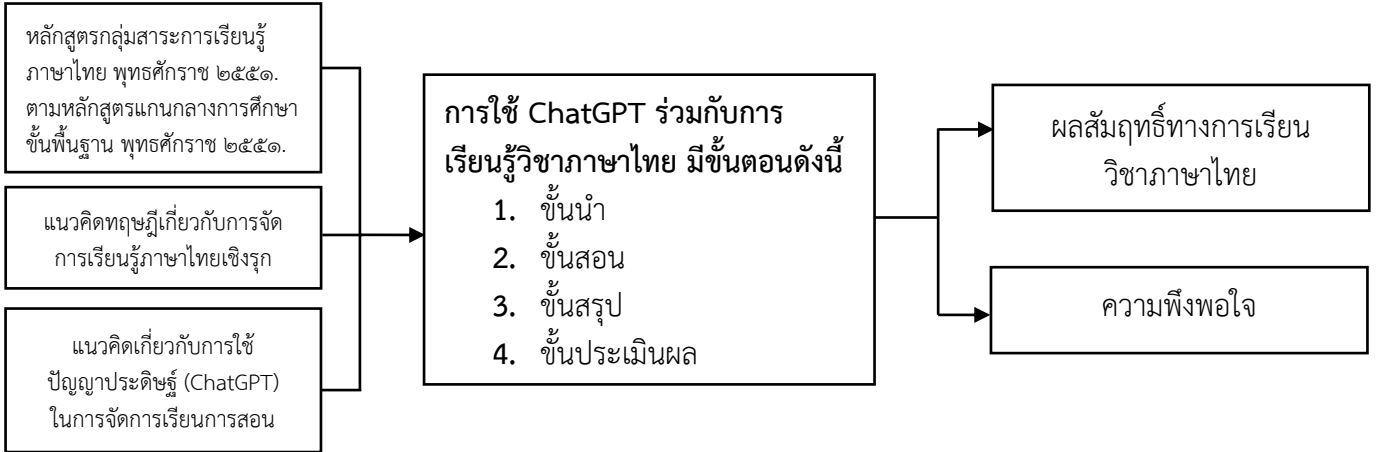 หลักสูตรกลุ่มสาระการเรียนรู้
ภาษาไทย พุทธศักราช ๒๕๕๑.
ตามหลักสูตรแกนกลางการศึกษา
ขั้นพื้นฐาน พุทธศักราช ๒๕๕๑.
แนวคิดทฤษฎีเกี่ยวกับการจัด
การเรียนรู้ภาษาไทยเชิงรุก
แนวคิดเกี่ยวกับการใช้
ปัญญาประดิษฐ์ (ChatGPT)
ในการจัดการเรียนการสอน
การใช้ ChatGPT ร่วมกับการ
เรียนรู้วิชาภาษาไทย มีขั้นตอนดังนี้
1. ขั้นนำ
2. ขั้นสอน
3. ขั้นสรุป
4. ขั้นประเมินผล
ผลสัมฤทธิ์ทางการเรียน
วิชาภาษาไทย
ความพึงพอใจ